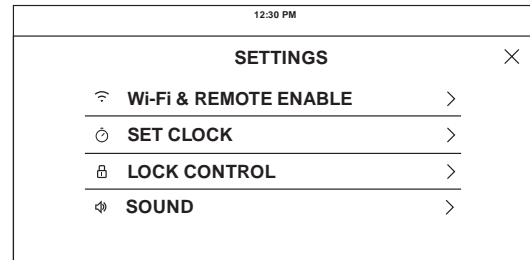 12:30 PM
SETTINGS
Wi-Fi & REMOTE ENABLE
SET CLOCK
LOCK CONTROL
SOUND